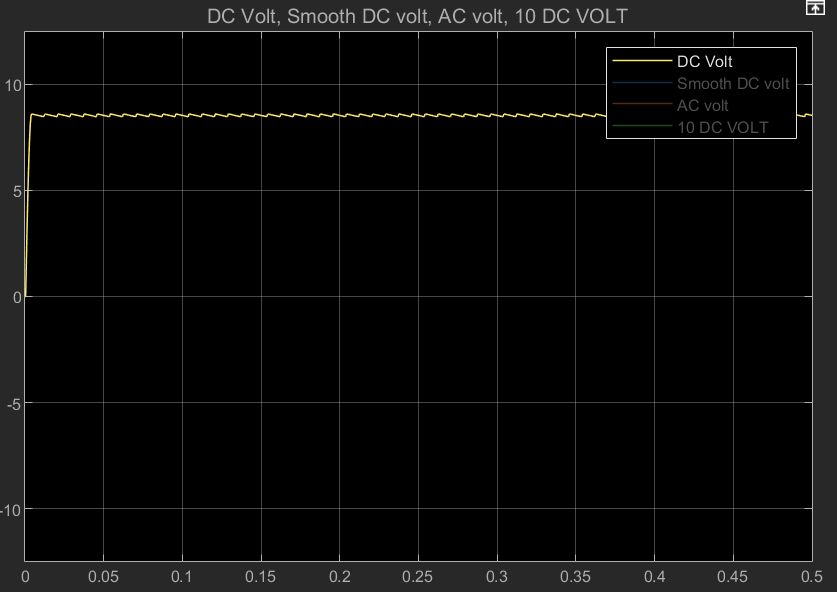 DC Volt, Smooth DC volt, AC volt, 10 DC VOLT
DC Volt
Smooth DC volt
AC volt
10 DC VOLT
10
5
0
-5
-10
0 0.05 0.1 0.15 0.2 0.25 0.3 0.35 0.4 0.45 0.5